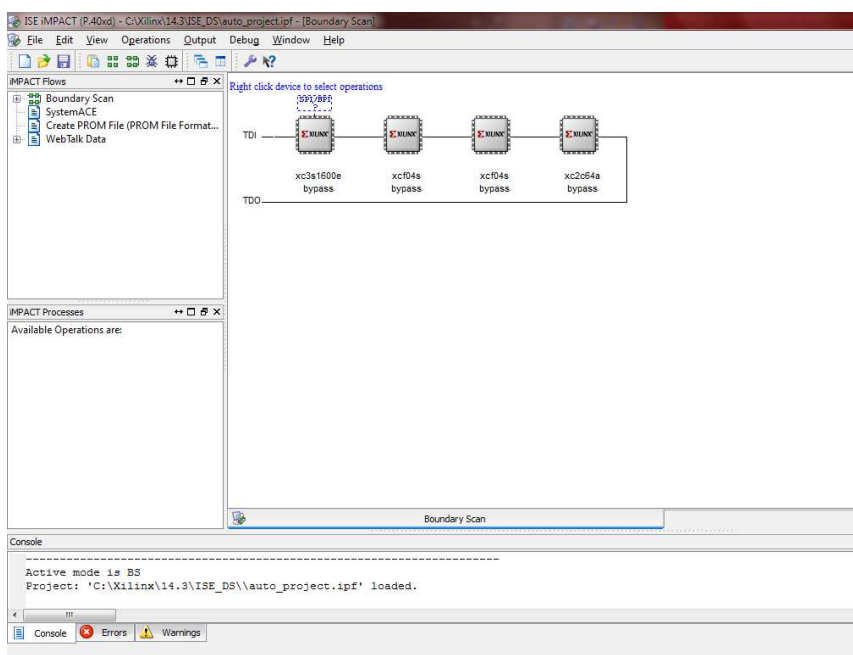 ISE iMPACT (P.40xd) - C:\Xilinx\14.3\ISE_DS\auto_project.ipf - [Boundary Scan]
File Edit View Operations Output Debug Window Help
iMPACT Flows
Boundary Scan
SystemACE
Create PROM File (PROM File Format...
WebTalk Data
Right click device to select operations
SPI/BPI
?
TDI
XILINX XILINX XILINX XILINX
xc3s1600e xcf04s xcf04s xc2c64a
bypass bypass bypass bypass
TDO
iMPACT Processes
Available Operations are:
Boundary Scan
Console
Active mode is BS
Project: 'C:\Xilinx\14.3\ISE_DS\\auto_project.ipf' loaded.
Console Errors Warnings